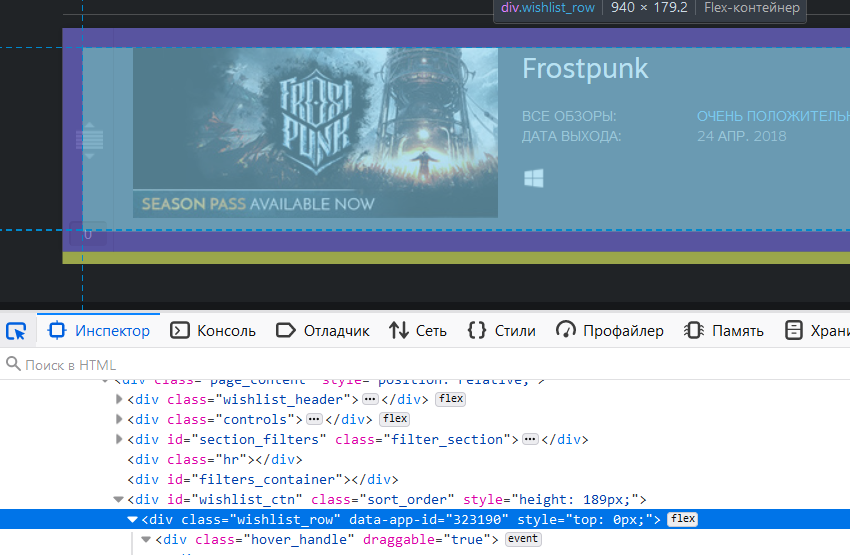 div.wishlist_row 940 × 179.2 Flex-контейнер
FROST
PUNK
SEASON PASS AVAILABLE NOW
Frostpunk
ВСЕ ОБЗОРЫ: ОЧЕНЬ ПОЛОЖИТЕЛЬН
ДАТА ВЫХОДА: 24 АПР. 2018
Инспектор Консоль Отладчик Сеть Стили Профайлер Память Храни
Поиск в HTML
<div class="page_content" style="position: relative;">
<div class="wishlist_header">···</div> flex
<div class="controls">···</div> flex
<div id="section_filters" class="filter_section">···</div>
<div class="hr"></div>
<div id="filters_container"></div>
<div id="wishlist_ctn" class="sort_order" style="height: 189px;">
<div class="wishlist_row" data-app-id="323190" style="top: 0px;"> flex
<div class="hover_handle" draggable="true"> event